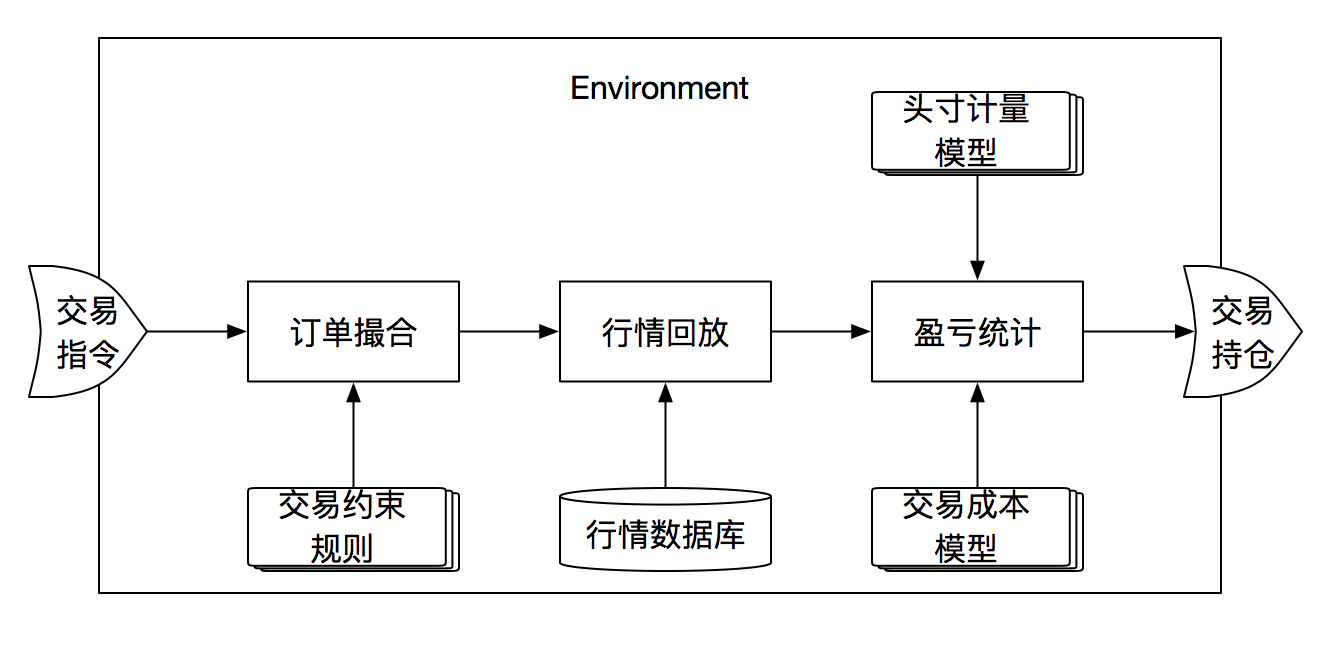 Environment
头寸计量
模型
交易
指令
订单撮合
行情回放
盈亏统计
交易
持仓
交易约束
规则
行情数据库
交易成本
模型